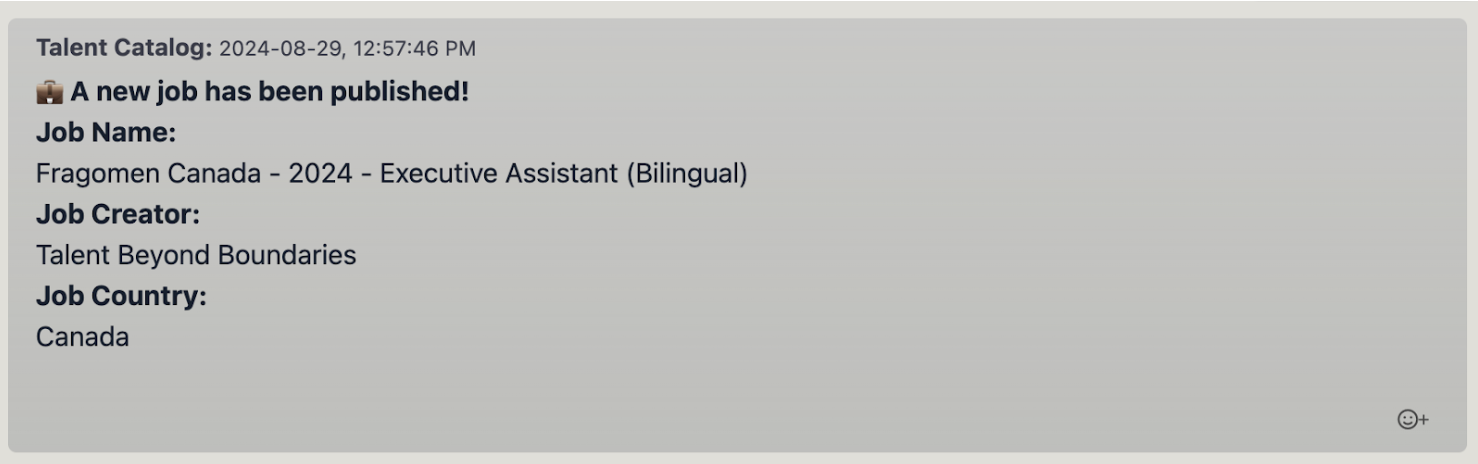 Talent Catalog: 2024-08-29, 12:57:46 PM
💼 A new job has been published!
Job Name:
Fragomen Canada - 2024 - Executive Assistant (Bilingual)
Job Creator:
Talent Beyond Boundaries
Job Country:
Canada